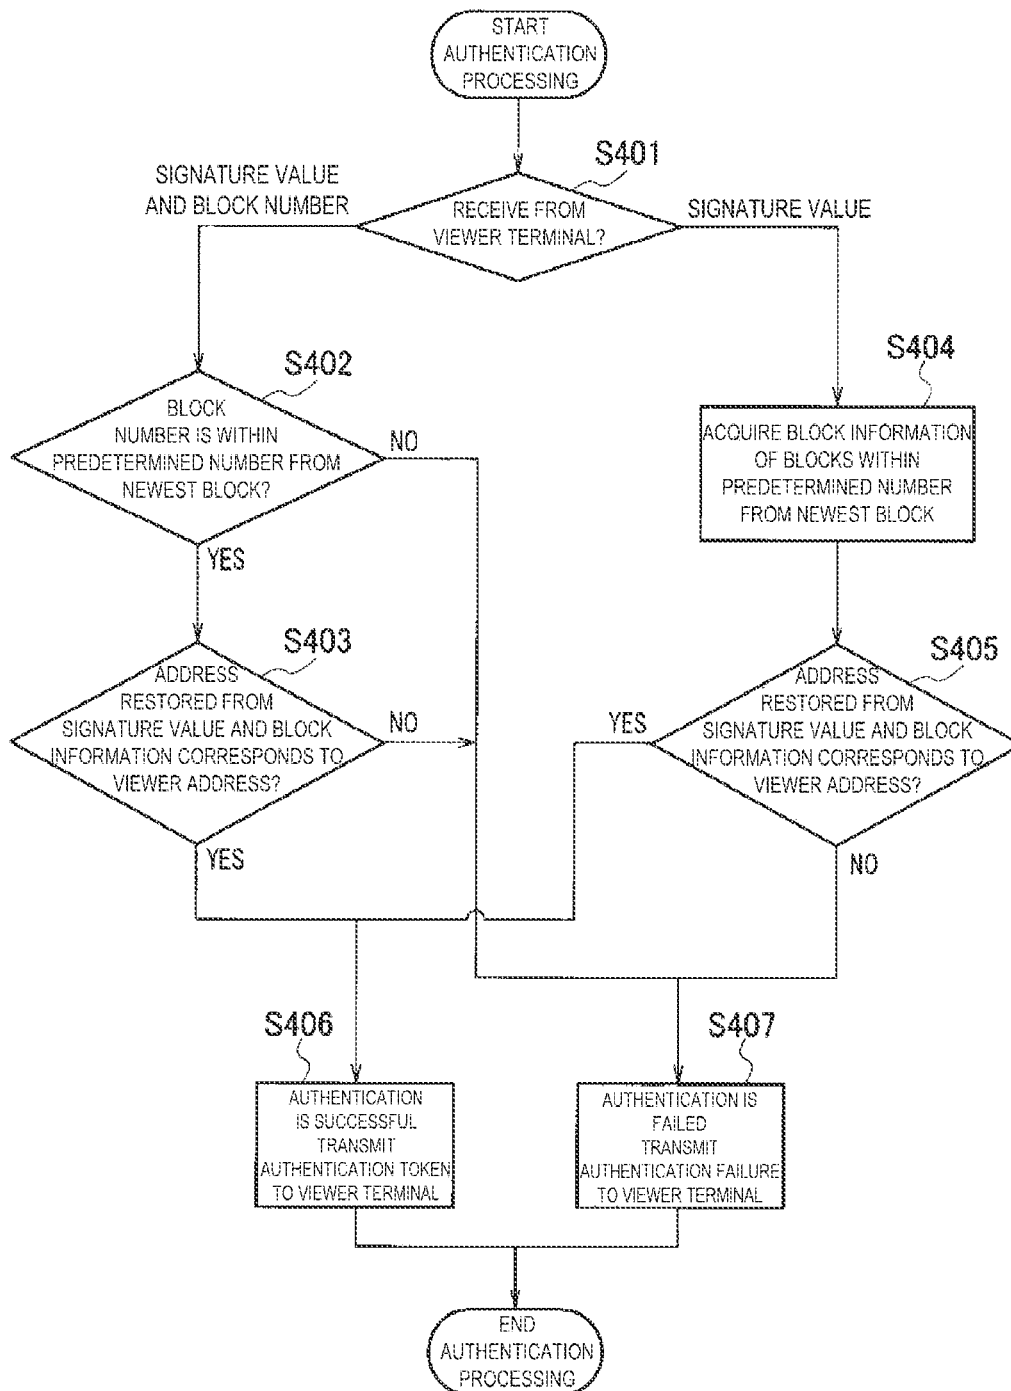 START
AUTHENTICATION
PROCESSING
S401
SIGNATURE VALUE
AND BLOCK NUMBER
RECEIVE FROM
VIEWER TERMINAL?
SIGNATURE VALUE
S402
BLOCK
NUMBER IS WITHIN
PREDETERMINED NUMBER FROM
NEWEST BLOCK?
NO
YES
S404
ACQUIRE BLOCK INFORMATION
OF BLOCKS WITHIN
PREDETERMINED NUMBER
FROM NEWEST BLOCK
S403
ADDRESS
RESTORED FROM
SIGNATURE VALUE AND BLOCK
INFORMATION CORRESPONDS TO
VIEWER ADDRESS?
NO
YES
S405
ADDRESS
RESTORED FROM
SIGNATURE VALUE AND BLOCK
INFORMATION CORRESPONDS TO
VIEWER ADDRESS?
YES
NO
S406
AUTHENTICATION
IS SUCCESSFUL
TRANSMIT
AUTHENTICATION TOKEN
TO VIEWER TERMINAL
S407
AUTHENTICATION IS
FAILED
TRANSMIT
AUTHENTICATION FAILURE
TO VIEWER TERMINAL
END
AUTHENTICATION
PROCESSING